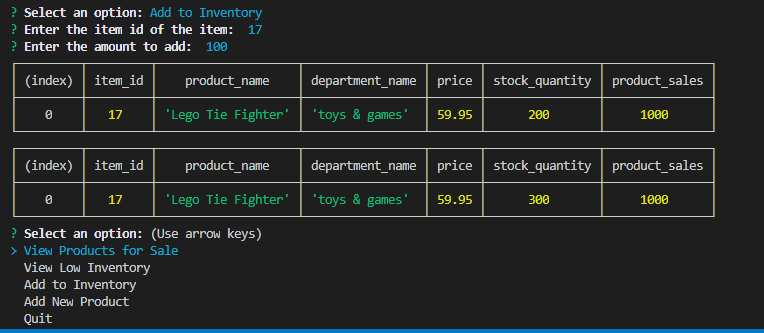 ? Select an option: Add to Inventory
? Enter the item id of the item:  17
? Enter the amount to add:  100
(index) item_id product_name department_name price stock_quantity product_sales
0 17 'Lego Tie Fighter' 'toys & games' 59.95 200 1000
(index) item_id product_name department_name price stock_quantity product_sales
0 17 'Lego Tie Fighter' 'toys & games' 59.95 300 1000
? Select an option: (Use arrow keys)
> View Products for Sale
View Low Inventory
Add to Inventory
Add New Product
Quit